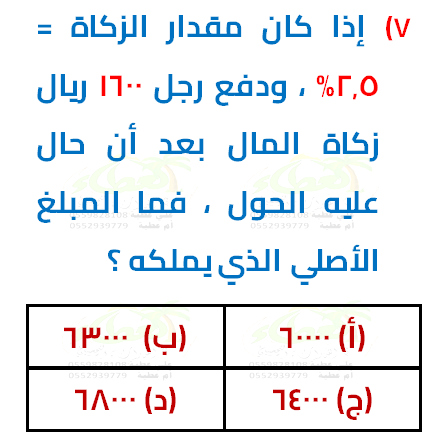 ٧) إذا كان مقدار الزكاة =
٢,٥% ، ودفع رجل ١٦٠٠ ريال
زكاة المال بعد أن حال
عليه الحول ، فما المبلغ
الأصلي الذي يملكه ؟
(أ) ٦٠٠٠٠ (ب) ٦٣٠٠٠
(ج) ٦٤٠٠٠ (د) ٦٨٠٠٠